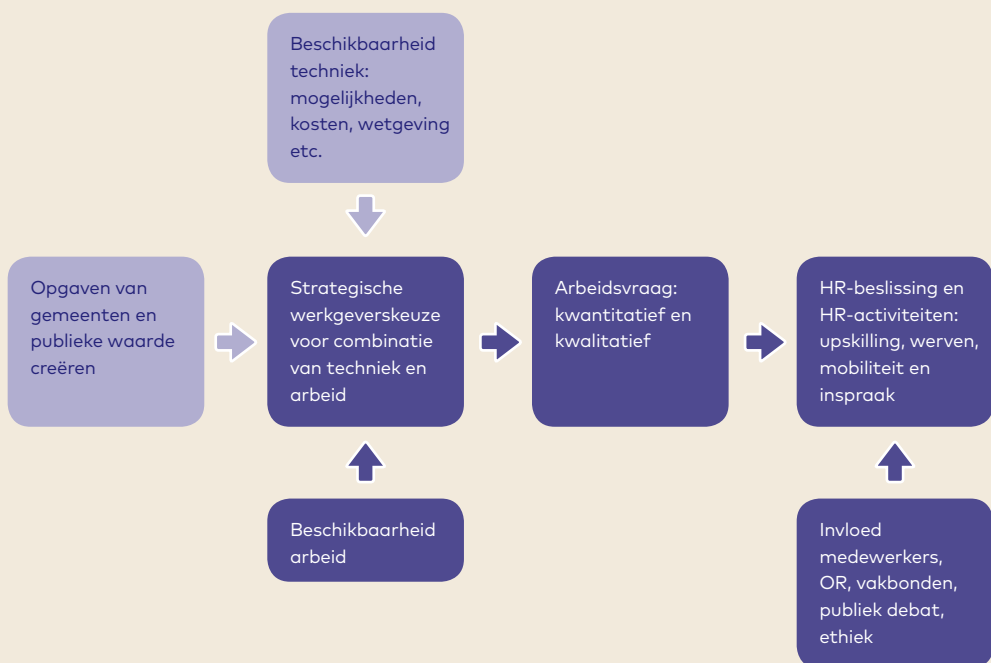 Beschikbaarheid
techniek:
mogelijkheden,
kosten, wetgeving
etc.
Opgaven van
gemeenten en
publieke waarde
creëren
Strategische
werkgeverskeuze
voor combinatie
van techniek en
arbeid
Arbeidsvraag:
kwantitatief en
kwalitatief
HR-beslissing en
HR-activiteiten:
upskilling, werven,
mobiliteit en
inspraak
Beschikbaarheid
arbeid
Invloed
medewerkers,
OR, vakbonden,
publiek debat,
ethiek